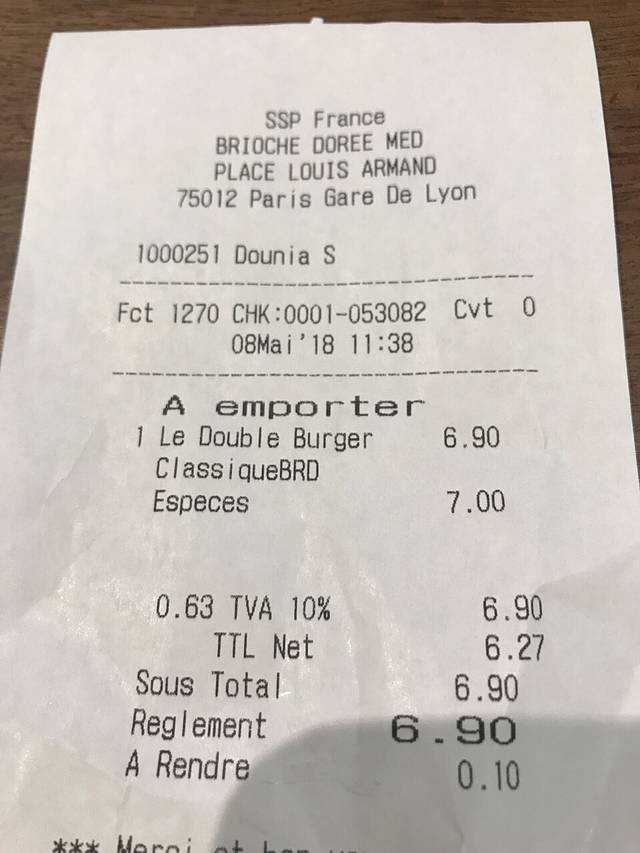 SSP France
BRIOCHE DOREE MED
PLACE LOUIS ARMAND
75012 Paris Gare De Lyon
1000251 Dounia S
Fct 1270 CHK:0001-053082 Cvt 0
08Mai'18 11:38
A emporter
1 Le Double Burger 6.90
ClassiqueBRD
Especes 7.00
0.63 TVA 10% 6.90
TTL Net 6.27
Sous Total 6.90
Reglement 6.90
A Rendre 0.10
*** Merci et bon